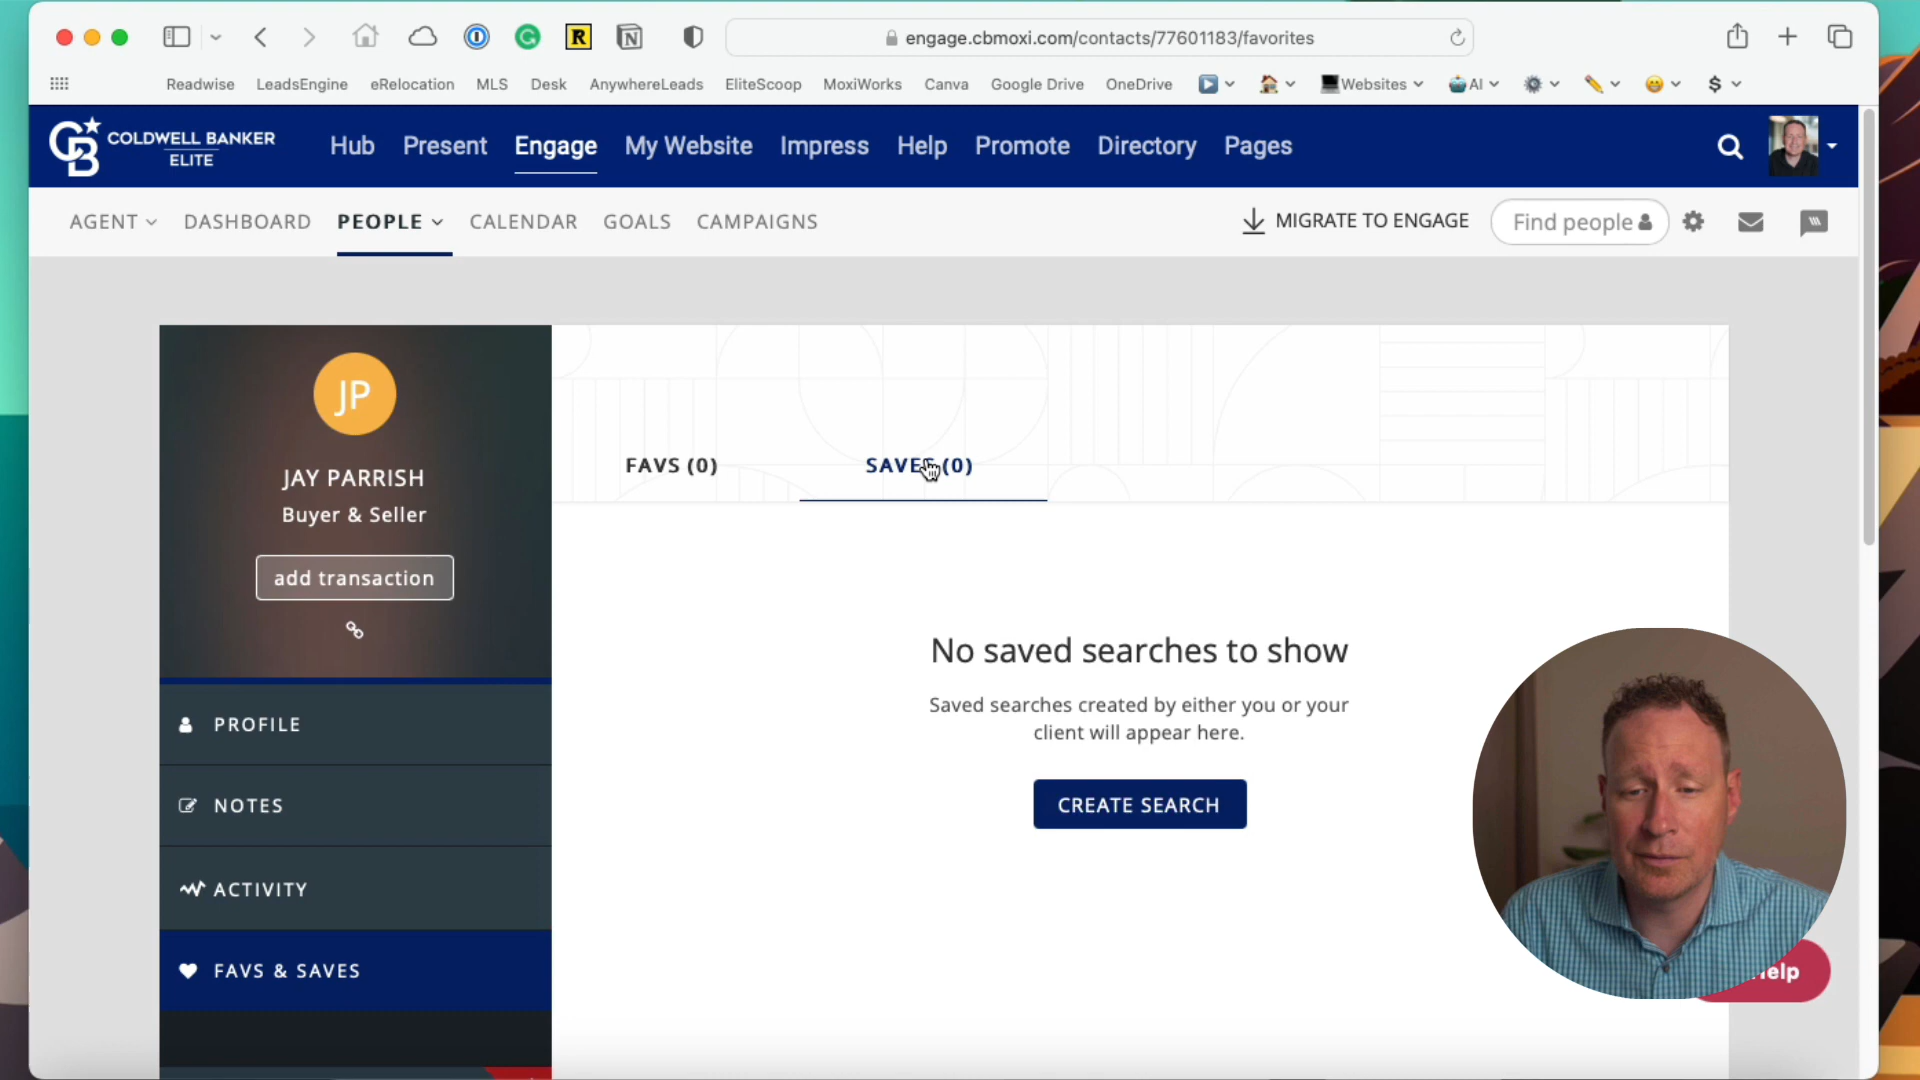 engage.cbmoxi.com/contacts/77601183/favorites
Readwise LeadsEngine eRelocation MLS Desk AnywhereLeads EliteScoop MoxiWorks Canva Google Drive OneDrive Websites AI $
COLDWELL BANKER
ELITE
Hub Present Engage My Website Impress Help Promote Directory Pages
AGENT DASHBOARD PEOPLE CALENDAR GOALS CAMPAIGNS MIGRATE TO ENGAGE Find people
JP
JAY PARRISH
Buyer & Seller
add transaction
PROFILE
NOTES
ACTIVITY
FAVS & SAVES
FAVS (0) SAVES (0)
No saved searches to show
Saved searches created by either you or your
client will appear here.
CREATE SEARCH